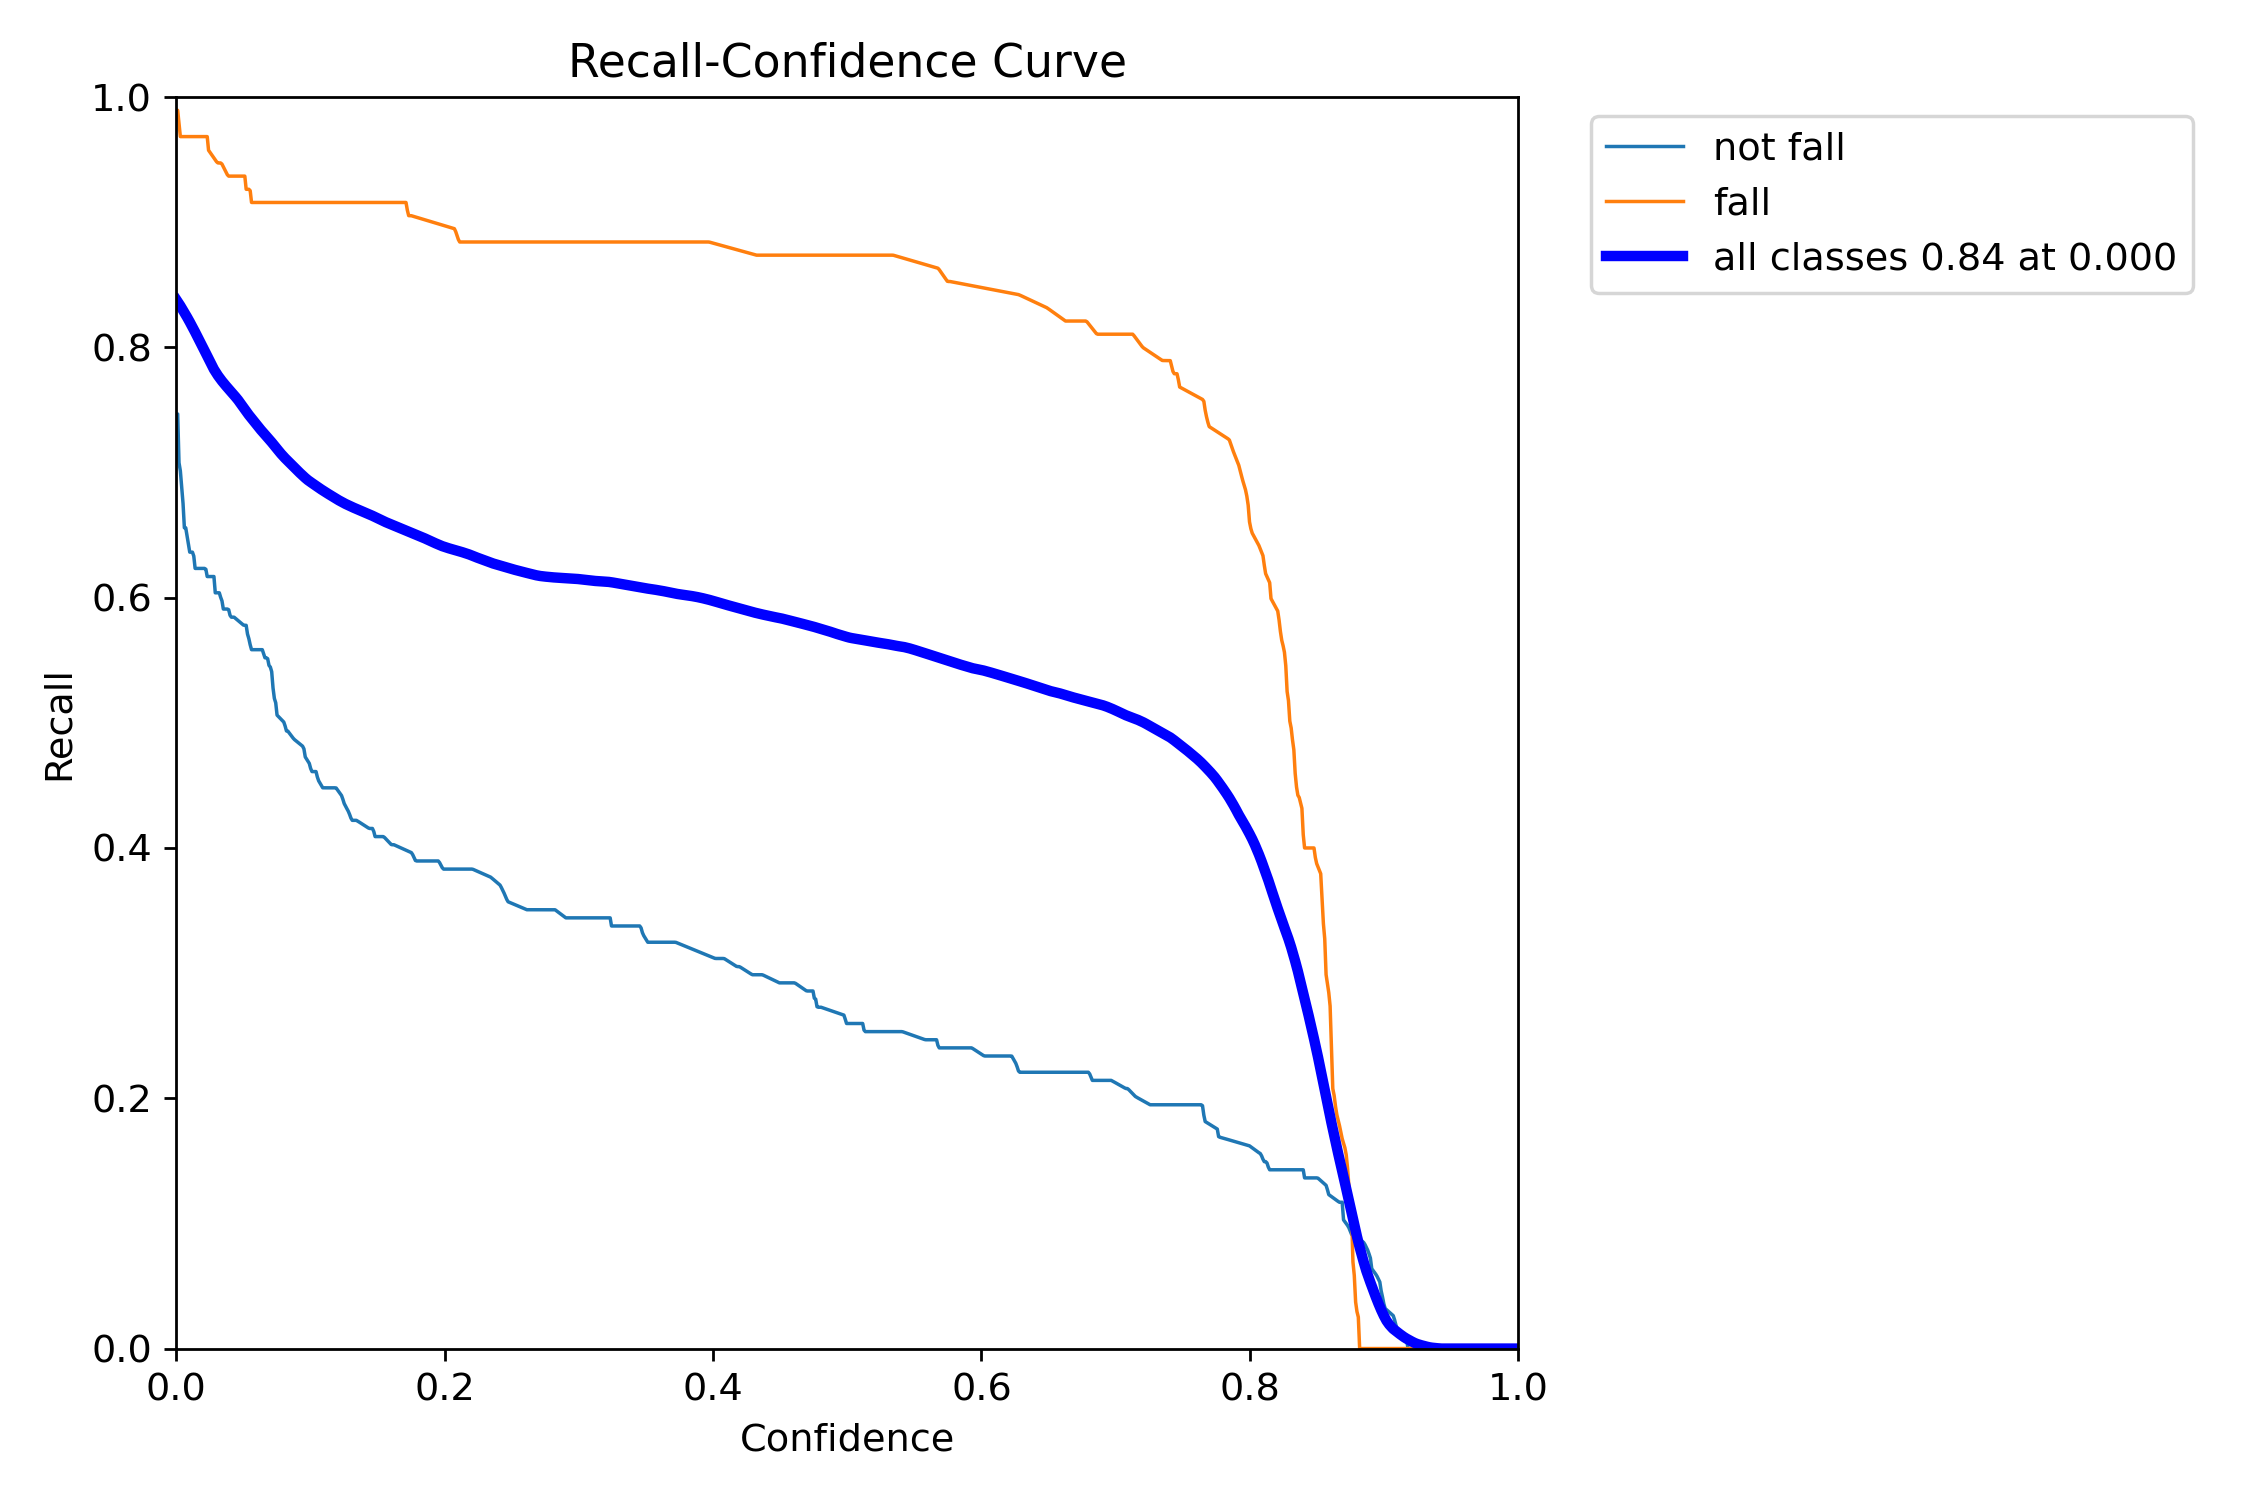 Recall-Confidence Curve
1.0
0.8
0.6
0.4
0.2
0.0
Recall
0.0 0.2 0.4 0.6 0.8 1.0
Confidence
not fall
fall
all classes 0.84 at 0.000